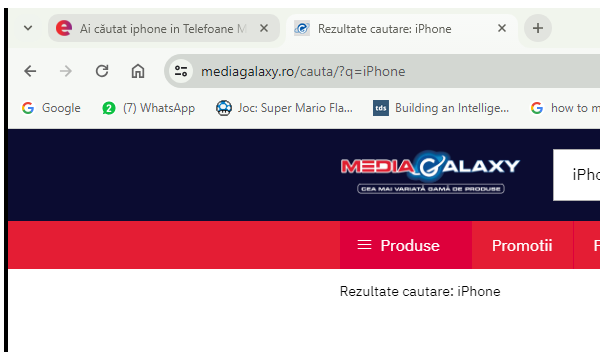 Ai căutat iphone in Telefoane M
Rezultate cautare: iPhone
mediagalaxy.ro/cauta/?q=iPhone
Google
(7) WhatsApp
Joc: Super Mario Fla...
tds
Building an Intellige...
how to m
MEDIA GALAXY
CEA MAI VARIATĂ GAMĂ DE PRODUSE
iPho
Produse
Promotii
Rezultate cautare: iPhone